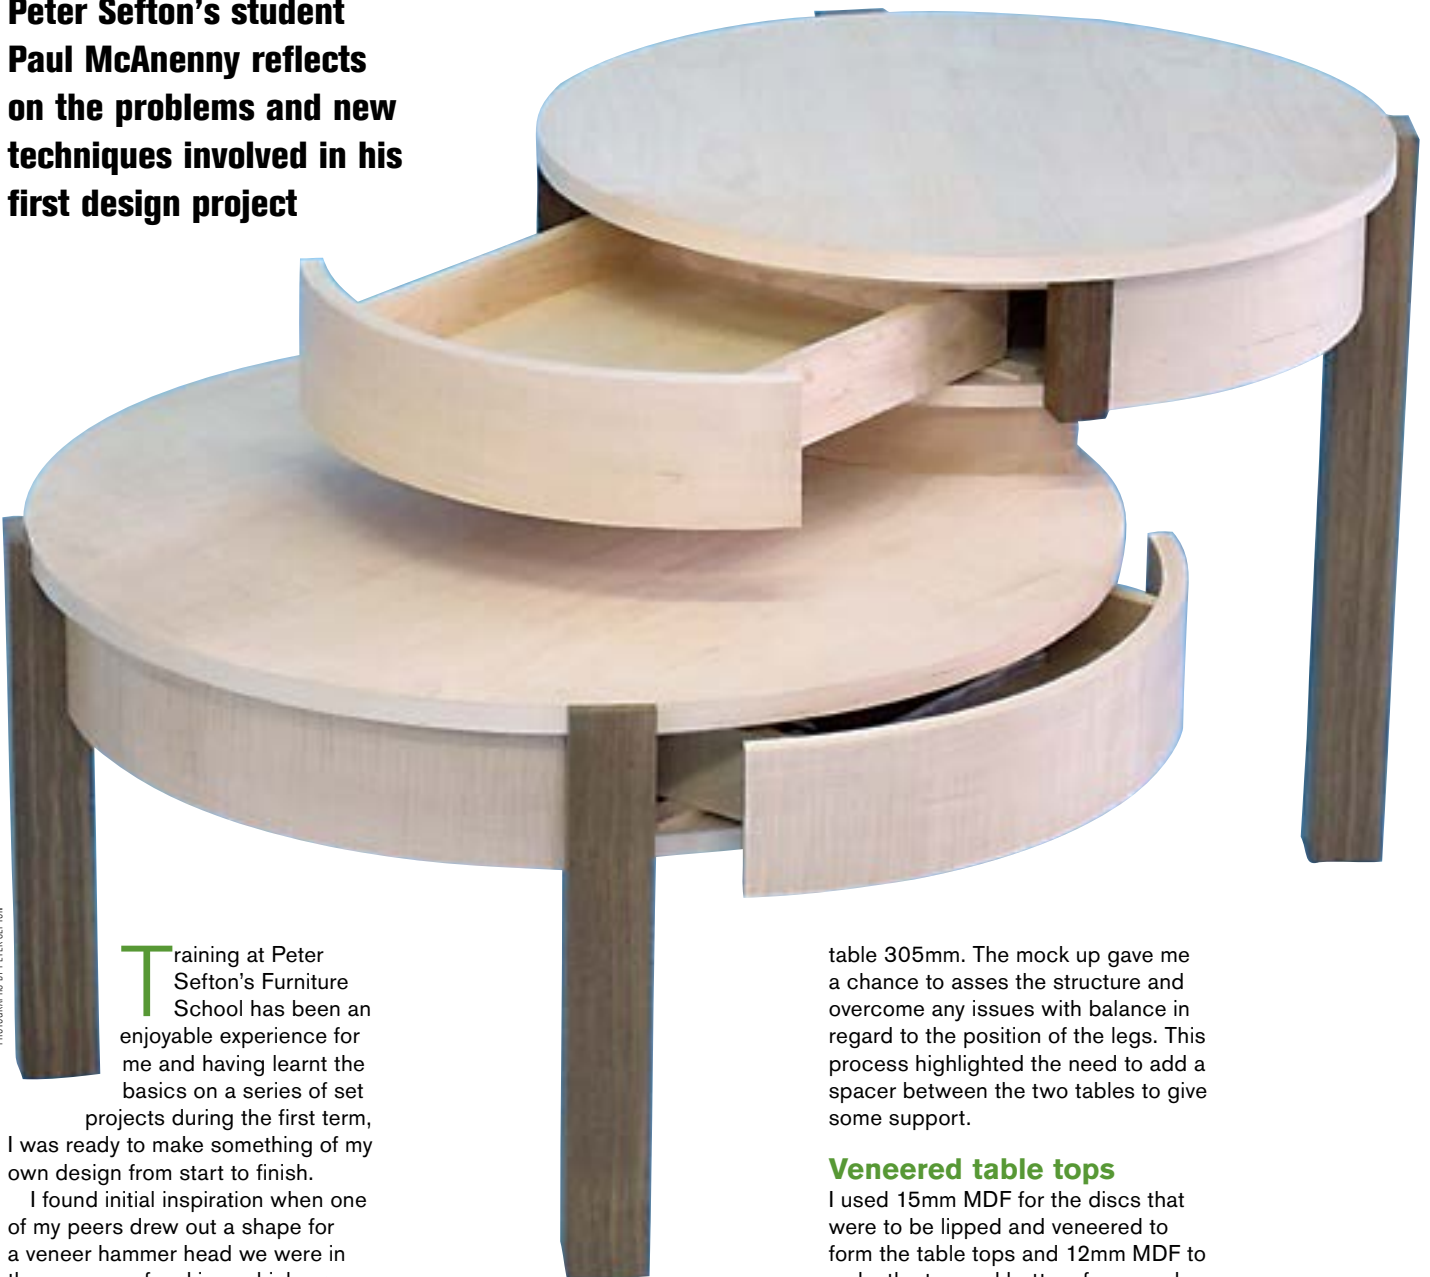 Peter Sefton's student
Paul McAnenny reflects
on the problems and new
techniques involved in his
first design project
Training at Peter
Sefton's Furniture
School has been an
enjoyable experience for
me and having learnt the
basics on a series of set
projects during the first term,
I was ready to make something of my
own design from start to finish.
I found initial inspiration when one
of my peers drew out a shape for
a veneer hammer head we were in
table 305mm. The mock up gave me
a chance to asses the structure and
overcome any issues with balance in
regard to the position of the legs. This
process highlighted the need to add a
spacer between the two tables to give
some support.
Veneered table tops
I used 15mm MDF for the discs that
were to be lipped and veneered to
form the table tops and 12mm MDF to